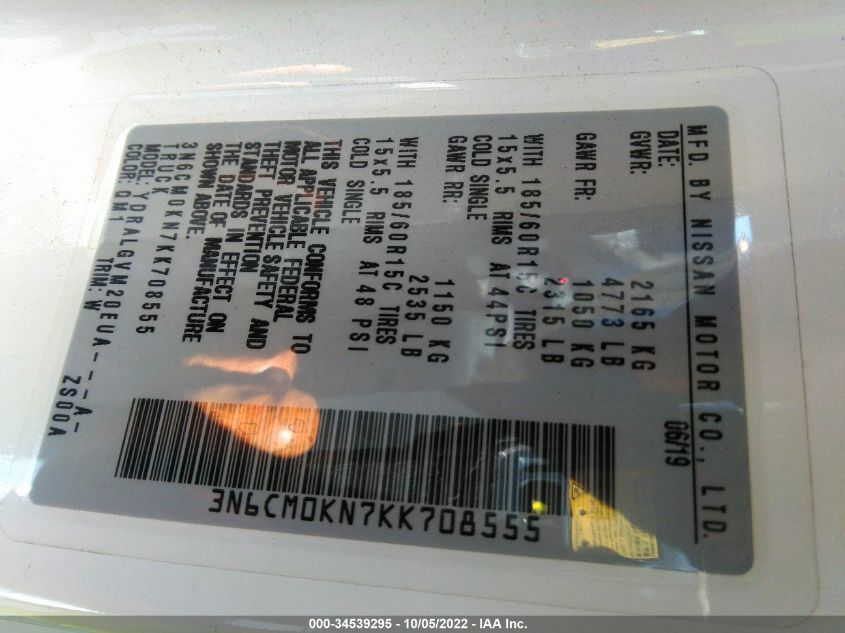 MFD. BY NISSAN MOTOR CO., LTD.
DATE: 06/19
GVWR: 2165 KG
4773 LB
GAWR FR: 1050 KG
2315 LB
WITH 185/60R15C TIRES
15x5.5 RIMS AT 44PSI
COLD SINGLE
GAWR RR: 1150 KG
2535 LB
WITH 185/60R15C TIRES
15x5.5 RIMS AT 48 PSI
COLD SINGLE
THIS VEHICLE CONFORMS TO
ALL APPLICABLE FEDERAL
MOTOR VEHICLE SAFETY AND
THEFT PREVENTION
STANDARDS IN EFFECT ON
THE DATE OF MANUFACTURE
SHOWN ABOVE.
3N6CM0KN7KK708555
TRUCK
MODEL: YDRALGVM20EUA---A-
COLOR: QM1 TRIM: W ZS00A
3N6CM0KN7KK708555
000-34539295 - 10/05/2022 - IAA Inc.